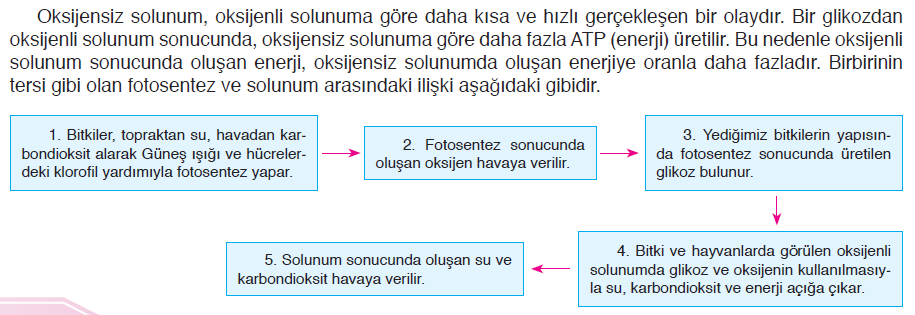 Oksijensiz solunum, oksijenli solunuma göre daha kısa ve hızlı gerçekleşen bir olaydır. Bir glikozdan
oksijenli solunum sonucunda, oksijensiz solunuma göre daha fazla ATP (enerji) üretilir. Bu nedenle oksijenli
solunum sonucunda oluşan enerji, oksijensiz solunumda oluşan enerjiye oranla daha fazladır. Birbirinin
tersi gibi olan fotosentez ve solunum arasındaki ilişki aşağıdaki gibidir.
1. Bitkiler, topraktan su, havadan kar-
bondioksit alarak Güneş ışığı ve hücreler-
deki klorofil yardımıyla fotosentez yapar.
2. Fotosentez sonucunda
oluşan oksijen havaya verilir.
3. Yediğimiz bitkilerin yapısın-
da fotosentez sonucunda üretilen
glikoz bulunur.
4. Bitki ve hayvanlarda görülen oksijenli
solunumda glikoz ve oksijenin kullanılmasıy-
la su, karbondioksit ve enerji açığa çıkar.
5. Solunum sonucunda oluşan su ve
karbondioksit havaya verilir.